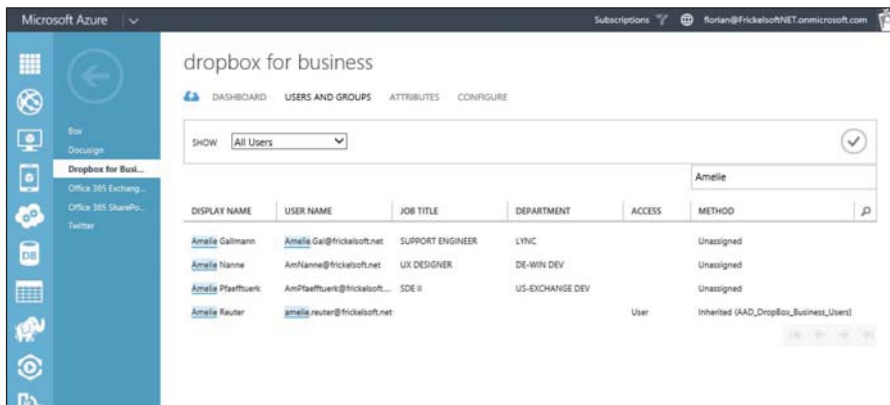 Microsoft Azure
Subscriptions florian@FrickelsoftNET.onmicrosoft.com
dropbox for business
DASHBOARD USERS AND GROUPS ATTRIBUTES CONFIGURE
Box
Docusign
Dropbox for Busi...
Office 365 Exchang...
Office 365 SharePo...
Twitter
DB
SHOW All Users
Amelie
DISPLAY NAME USER NAME JOB TITLE DEPARTMENT ACCESS METHOD
Amelie Gallmann Amelie.Gal@frickelsoft.net SUPPORT ENGINEER LYNC Unassigned
Amelie Nanne AmNanne@frickelsoft.net UX DESIGNER DE-WIN DEV Unassigned
Amelie Pfaefftuerk AmPfaefftuerk@frickelsoft.... SDE II US-EXCHANGE DEV Unassigned
Amelie Reuter amelie.reuter@frickelsoft.net User Inherited (AAD_DropBox_Business_Users)